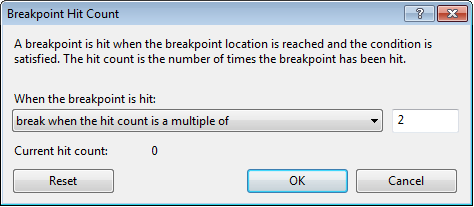 Breakpoint Hit Count
A breakpoint is hit when the breakpoint location is reached and the condition is
satisfied. The hit count is the number of times the breakpoint has been hit.
When the breakpoint is hit:
break when the hit count is a multiple of 2
Current hit count: 0
Reset OK Cancel